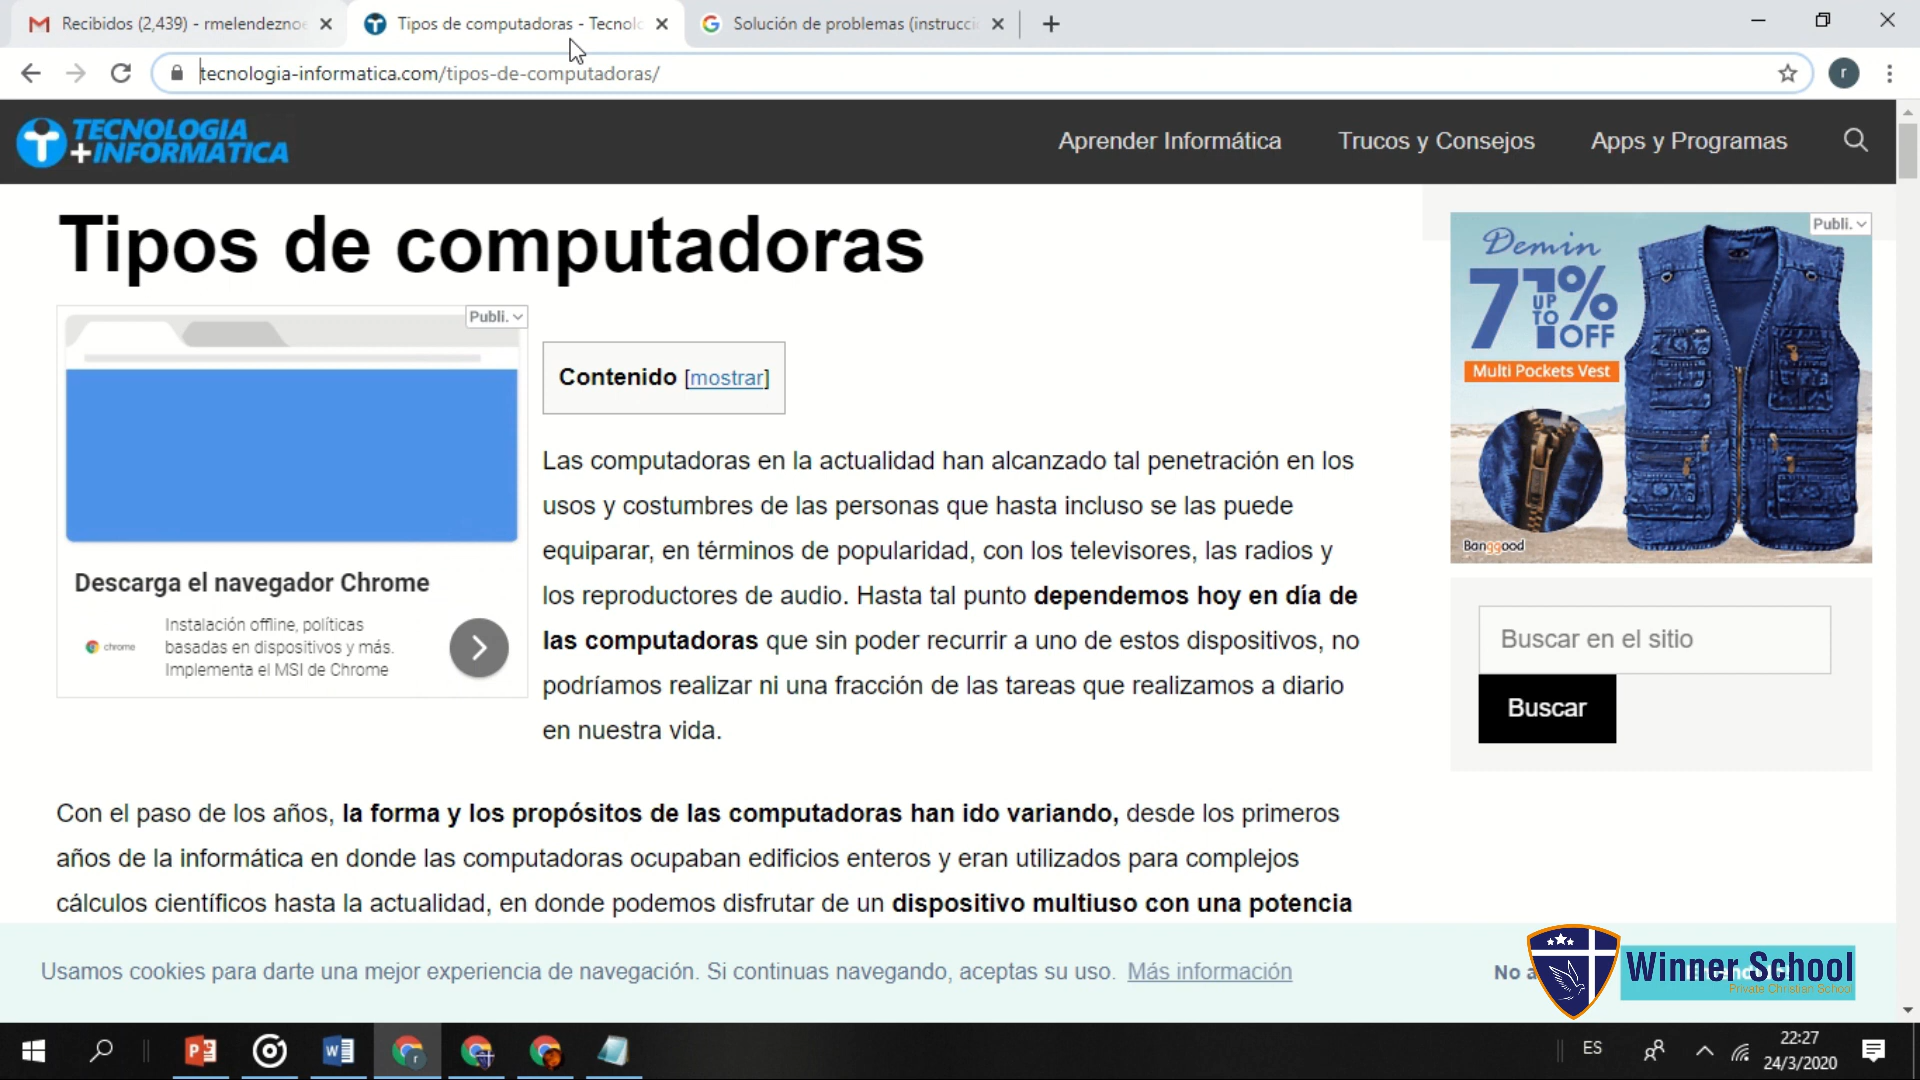 Recibidos (2,439) - rmelendeznoe
Tipos de computadoras - Tecnolo
Solución de problemas (instrucci
tecnologia-informatica.com/tipos-de-computadoras/
r
TECNOLOGIA
+INFORMATICA
Aprender Informática
Trucos y Consejos
Apps y Programas
Tipos de computadoras
Publi.
Descarga el navegador Chrome
chrome
Instalación offline, políticas
basadas en dispositivos y más.
Implementa el MSI de Chrome
Contenido [mostrar]
Las computadoras en la actualidad han alcanzado tal penetración en los
usos y costumbres de las personas que hasta incluso se las puede
equiparar, en términos de popularidad, con los televisores, las radios y
los reproductores de audio. Hasta tal punto dependemos hoy en día de
las computadoras que sin poder recurrir a uno de estos dispositivos, no
podríamos realizar ni una fracción de las tareas que realizamos a diario
en nuestra vida.
Con el paso de los años, la forma y los propósitos de las computadoras han ido variando, desde los primeros
años de la informática en donde las computadoras ocupaban edificios enteros y eran utilizados para complejos
cálculos científicos hasta la actualidad, en donde podemos disfrutar de un dispositivo multiuso con una potencia
Publi.
Demin
71%
UP
TO
OFF
Multi Pockets Vest
Banggood
Buscar en el sitio
Buscar
Usamos cookies para darte una mejor experiencia de navegación. Si continuas navegando, aceptas su uso. Más información
No a
Winner School
Private Christian School
ES
22:27
24/3/2020